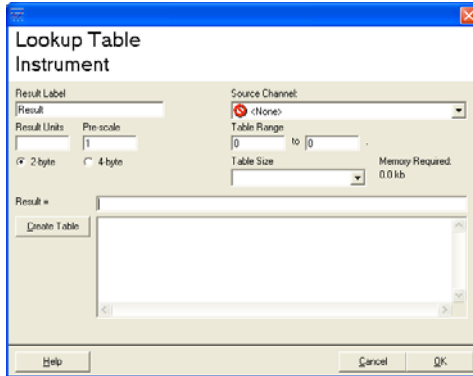 Lookup Table
Instrument
Result Label
Source Channel:
Result
<None>
Result Units
Pre-scale
Table Range
1
0 to 0 .
2-byte
4-byte
Table Size
Memory Required:
0.0 kb
Result =
Create Table
Help
Cancel
OK